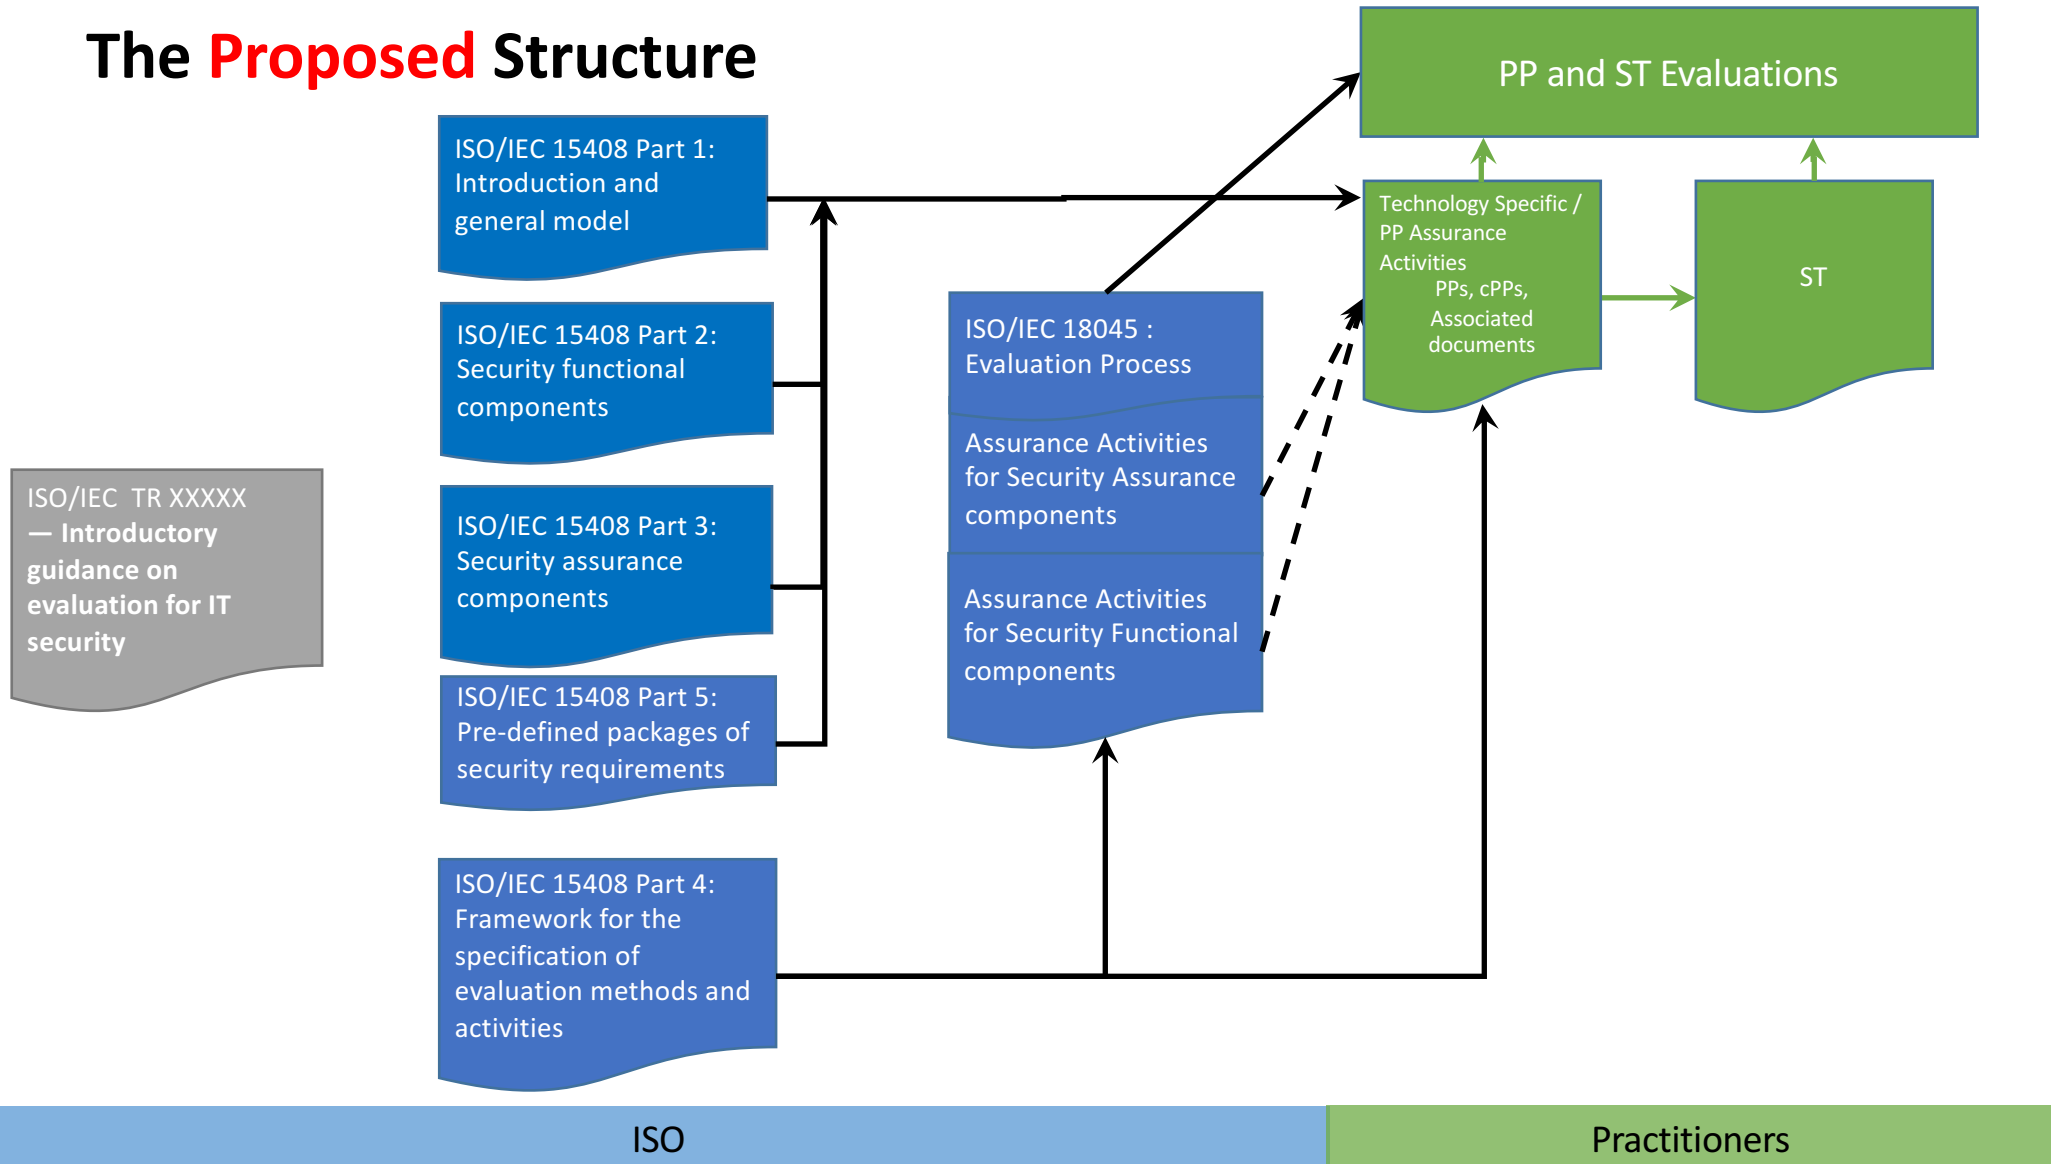 The Proposed Structure
ISO/IEC 15408 Part 1:
Introduction and
general model
ISO/IEC 15408 Part 2:
Security functional
components
ISO/IEC TR XXXXX
— Introductory
guidance on
evaluation for IT
security
ISO/IEC 15408 Part 3:
Security assurance
components
ISO/IEC 15408 Part 5:
Pre-defined packages of
security requirements
ISO/IEC 15408 Part 4:
Framework for the
specification of
evaluation methods and
activities
ISO/IEC 18045 :
Evaluation Process
Assurance Activities
for Security Assurance
components
Assurance Activities
for Security Functional
components
PP and ST Evaluations
Technology Specific /
PP Assurance
Activities
PPs, cPPs,
Associated
documents
ST
ISO
Practitioners